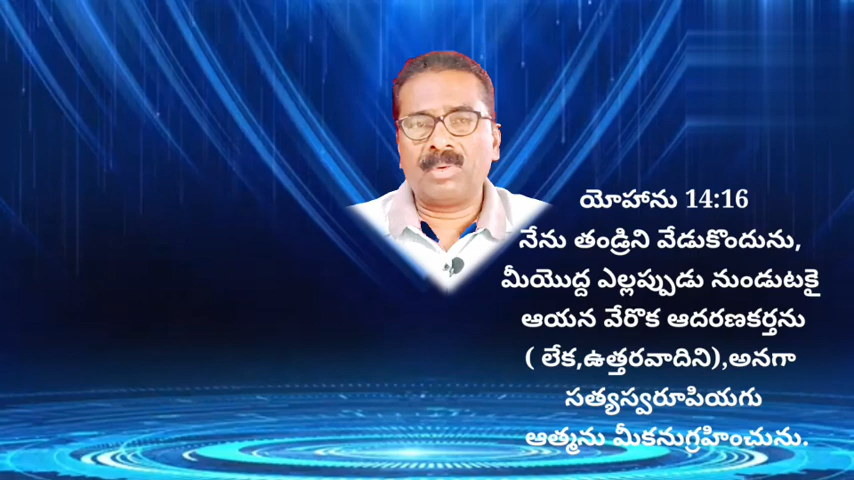 యోహాను 14:16
నేను తండ్రిని వేడుకొందును,
మీయొద్ద ఎల్లప్పుడు నుండుటకై
ఆయన వేరొక ఆదరణకర్తను
( లేక,ఉత్తరవాదిని),అనగా
సత్యస్వరూపియగు
ఆత్మను మీకనుగ్రహించును.